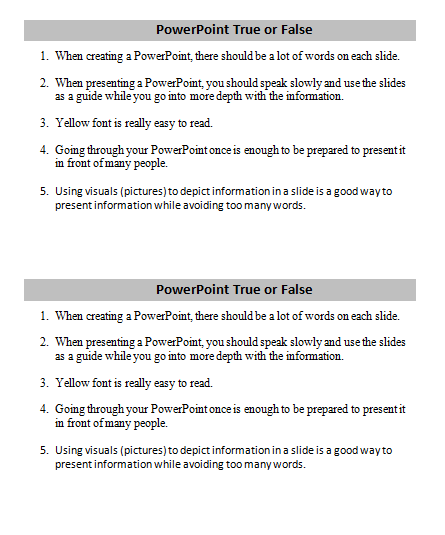 PowerPoint True or False
1. When creating a PowerPoint, there should be a lot of words on each slide.
2. When presenting a PowerPoint, you should speak slowly and use the slides
as a guide while you go into more depth with the information.
3. Yellow font is really easy to read.
4. Going through your PowerPoint once is enough to be prepared to present it
in front of many people.
5. Using visuals (pictures) to depict information in a slide is a good way to
present information while avoiding too many words.
PowerPoint True or False
1. When creating a PowerPoint, there should be a lot of words on each slide.
2. When presenting a PowerPoint, you should speak slowly and use the slides
as a guide while you go into more depth with the information.
3. Yellow font is really easy to read.
4. Going through your PowerPoint once is enough to be prepared to present it
in front of many people.
5. Using visuals (pictures) to depict information in a slide is a good way to
present information while avoiding too many words.